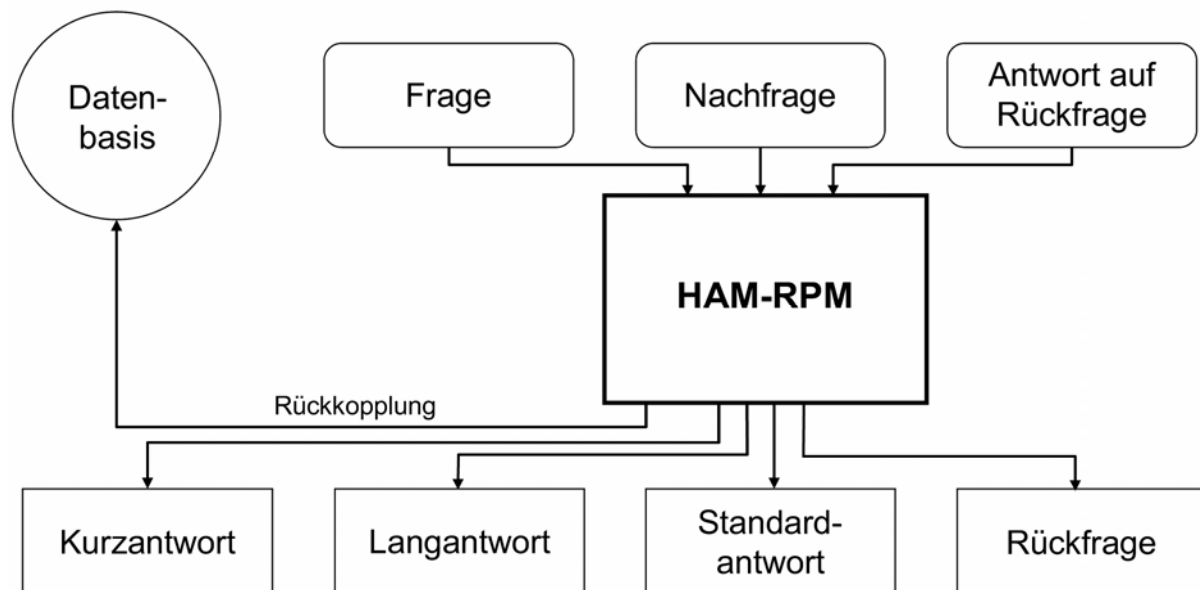 Daten-
basis
Frage
Nachfrage
Antwort auf
Rückfrage
HAM-RPM
Rückkopplung
Kurzantwort
Langantwort
Standard-
antwort
Rückfrage